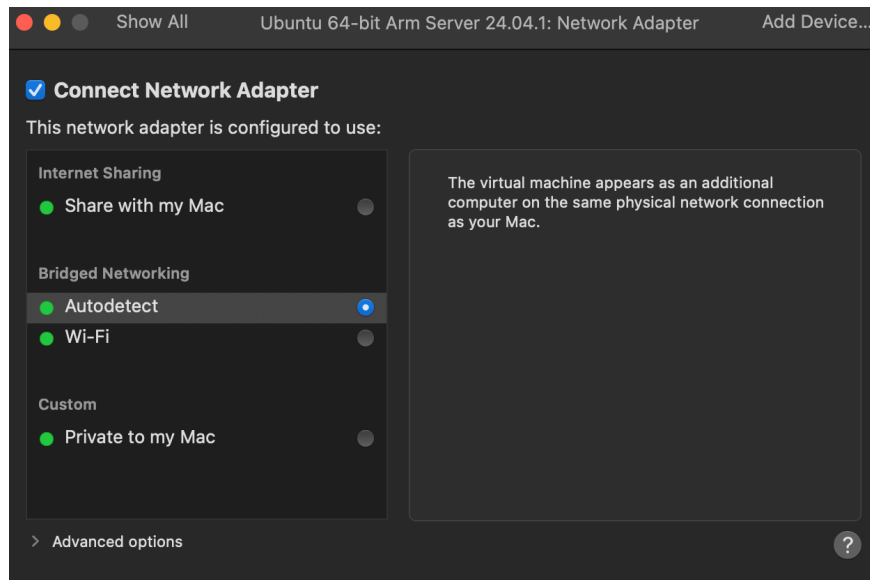 Show All Ubuntu 64-bit Arm Server 24.04.1: Network Adapter Add Device...
Connect Network Adapter
This network adapter is configured to use:
Internet Sharing
Share with my Mac
Bridged Networking
Autodetect
Wi-Fi
Custom
Private to my Mac
The virtual machine appears as an additional
computer on the same physical network connection
as your Mac.
Advanced options
?